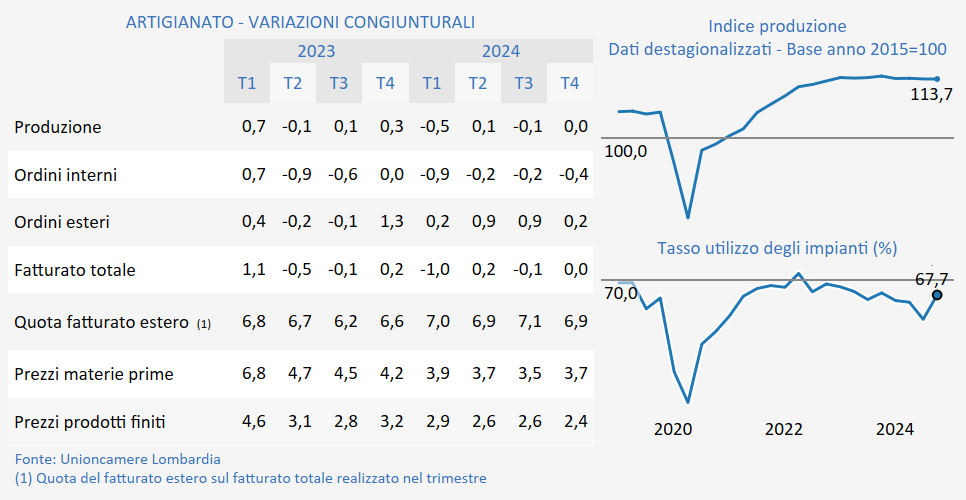 ARTIGIANATO - VARIAZIONI CONGIUNTURALI
2023 2024
T1 T2 T3 T4 T1 T2 T3 T4
Produzione 0,7 -0,1 0,1 0,3 -0,5 0,1 -0,1 0,0
Ordini interni 0,7 -0,9 -0,6 0,0 -0,9 -0,2 -0,2 -0,4
Ordini esteri 0,4 -0,2 -0,1 1,3 0,2 0,9 0,9 0,2
Fatturato totale 1,1 -0,5 -0,1 0,2 -1,0 0,2 -0,1 0,0
Quota fatturato estero (1) 6,8 6,7 6,2 6,6 7,0 6,9 7,1 6,9
Prezzi materie prime 6,8 4,7 4,5 4,2 3,9 3,7 3,5 3,7
Prezzi prodotti finiti 4,6 3,1 2,8 3,2 2,9 2,6 2,6 2,4
Fonte: Unioncamere Lombardia
(1) Quota del fatturato estero sul fatturato totale realizzato nel trimestre
Indice produzione
Dati destagionalizzati - Base anno 2015=100
113,7
100,0
Tasso utilizzo degli impianti (%)
67,7
70,0
2020 2022 2024